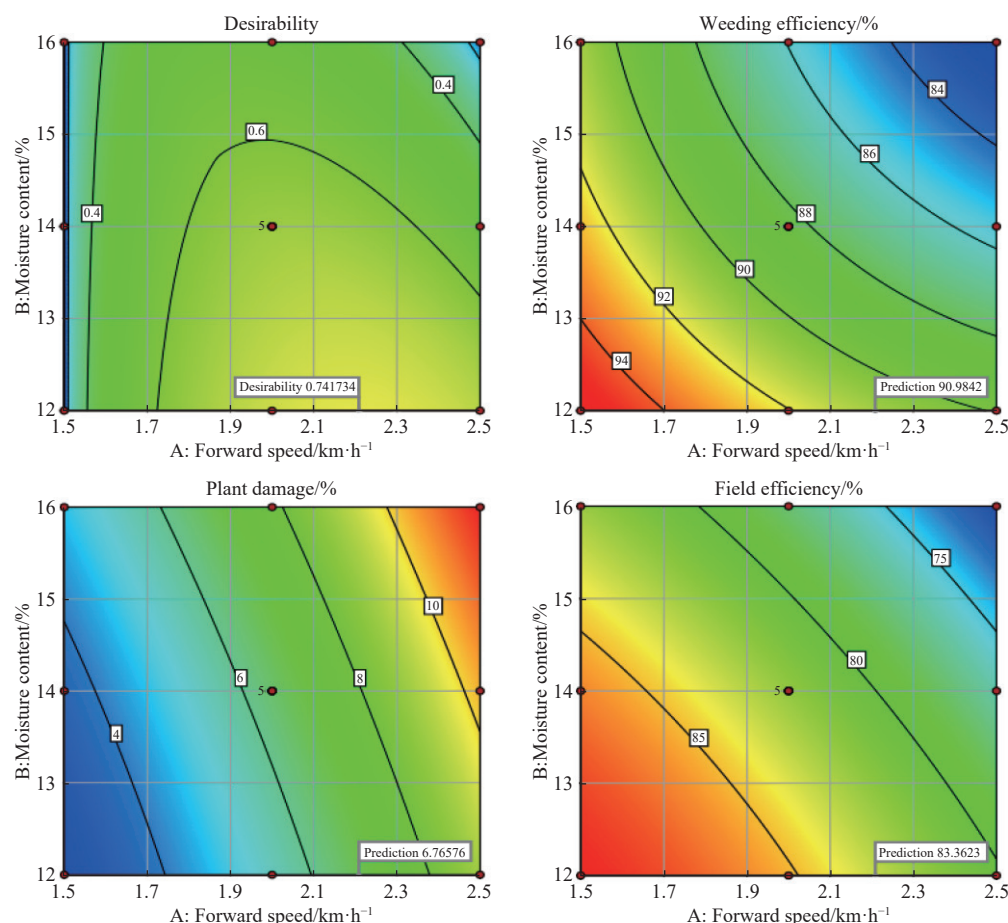 Desirability
16
15
14
13
12
B:Moisture content/%
0.4
0.6
0.4
5
Desirability 0.741734
1.5 1.7 1.9 2.1 2.3 2.5
A: Forward speed/km·h⁻¹
Weeding efficiency/%
16
15
14
13
12
B:Moisture content/%
84
86
88
90
92
94
5
Prediction 90.9842
1.5 1.7 1.9 2.1 2.3 2.5
A: Forward speed/km·h⁻¹
Plant damage/%
16
15
14
13
12
B:Moisture content/%
10
6
8
4
5
Prediction 6.76576
1.5 1.7 1.9 2.1 2.3 2.5
A: Forward speed/km·h⁻¹
Field efficiency/%
16
15
14
13
12
B:Moisture content/%
75
80
85
5
Prediction 83.3623
1.5 1.7 1.9 2.1 2.3 2.5
A: Forward speed/km·h⁻¹